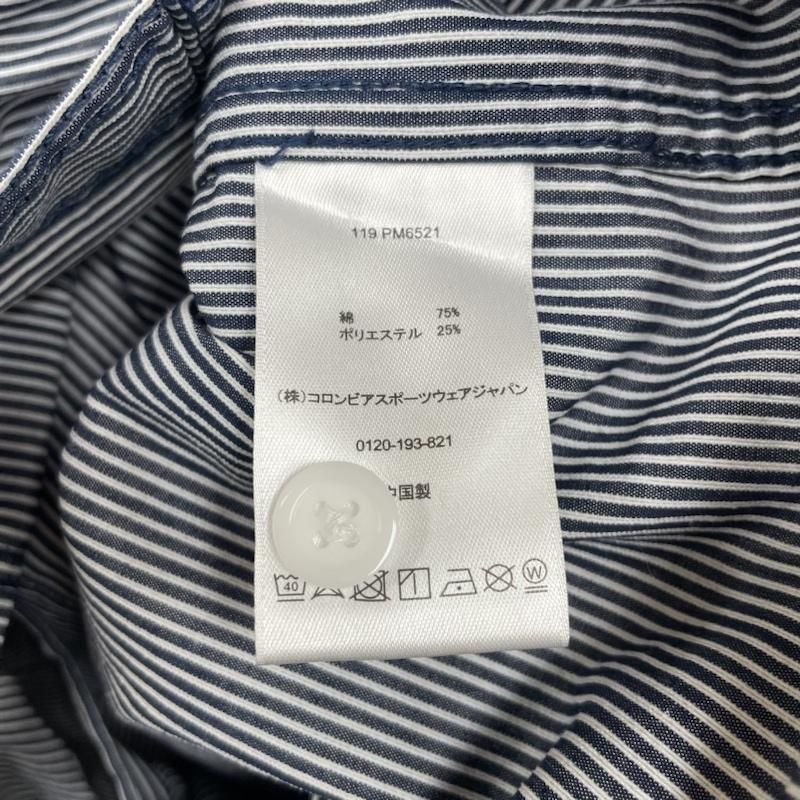 119 PM6521
綿 75%
ポリエステル 25%
(株)コロンビアスポーツウェアジャパン
0120-193-821
国製
40
W